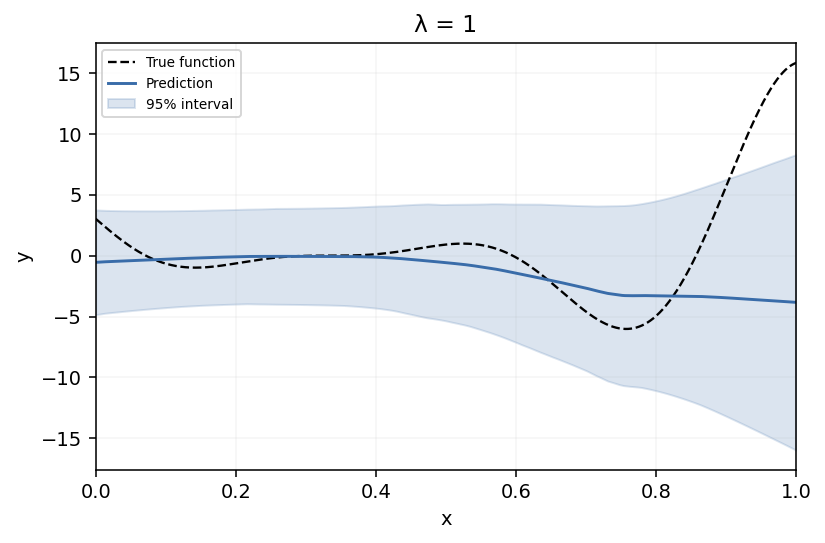 λ = 1
True function
Prediction
95% interval
15
10
5
0
−5
−10
−15
y
0.0 0.2 0.4 0.6 0.8 1.0
x